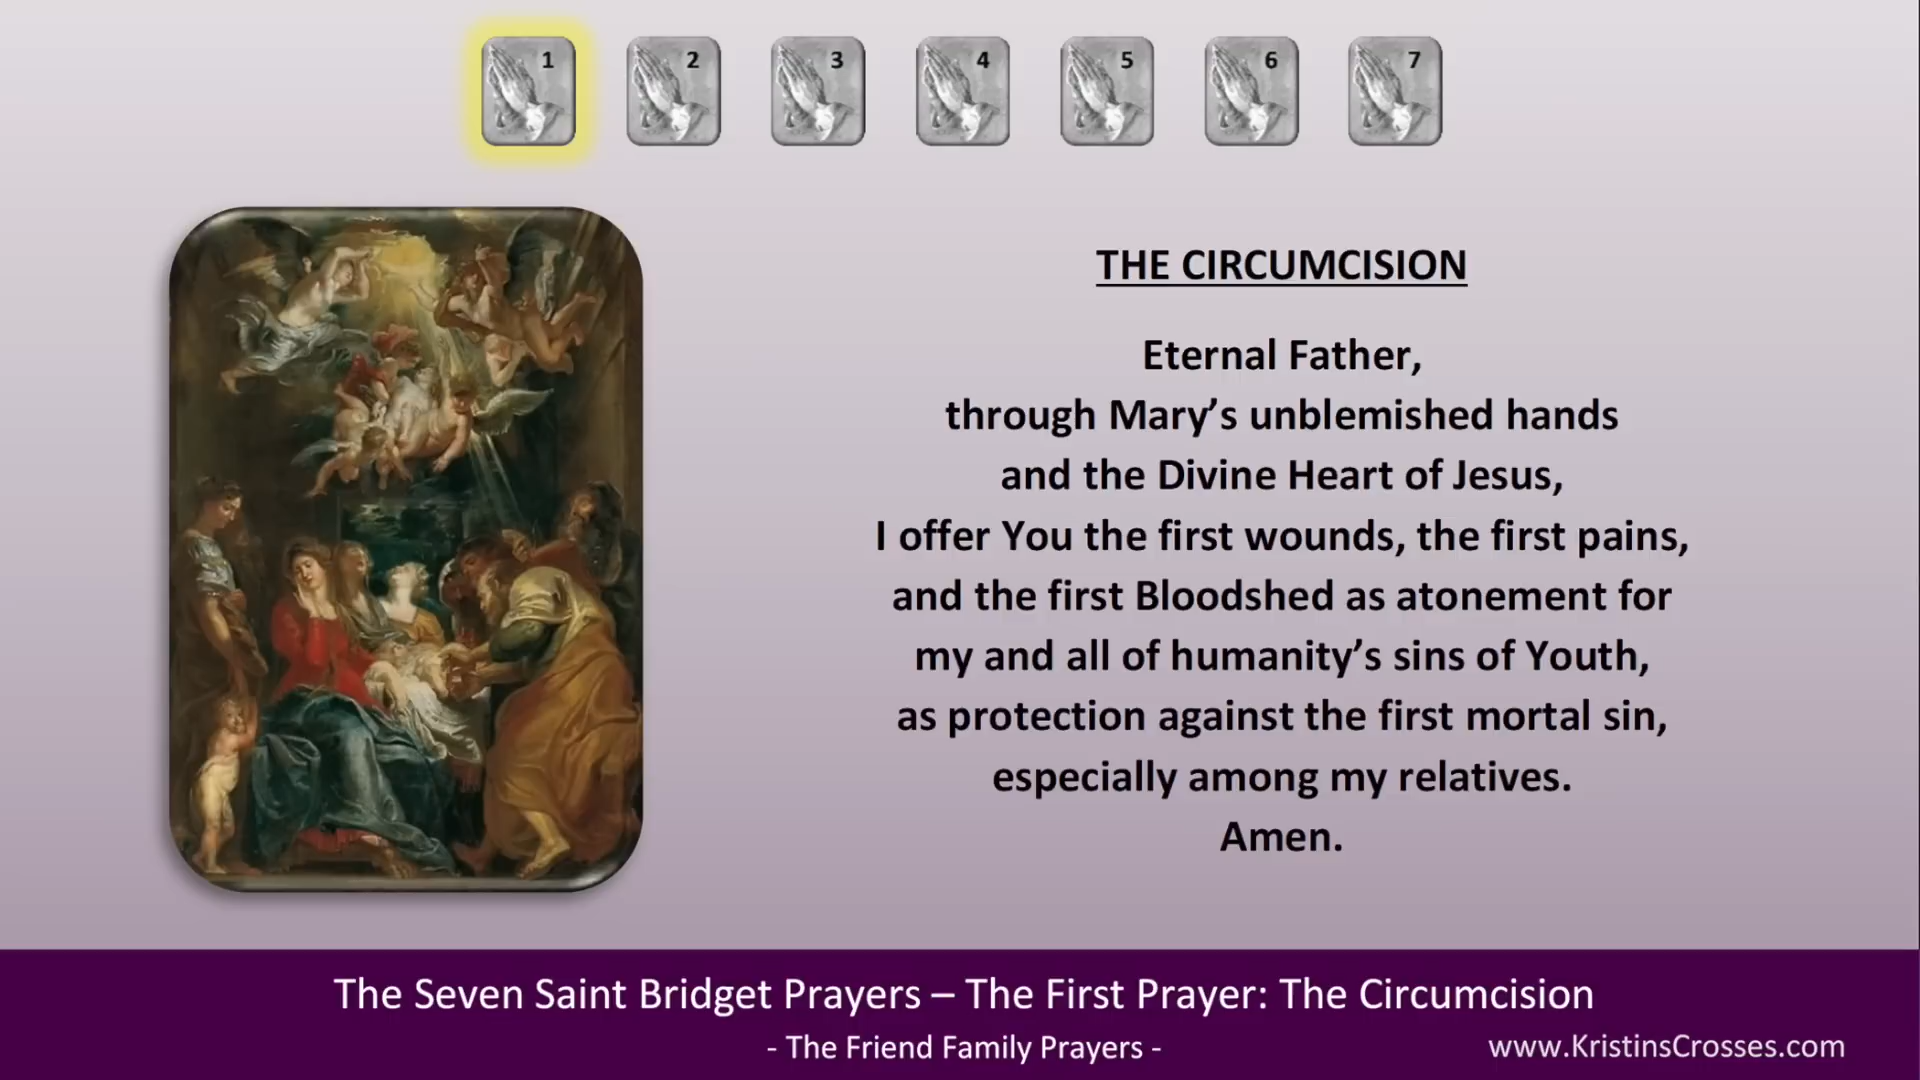 1 2 3 4 5 6 7
THE CIRCUMCISION
Eternal Father,
through Mary’s unblemished hands
and the Divine Heart of Jesus,
I offer You the first wounds, the first pains,
and the first Bloodshed as atonement for
my and all of humanity’s sins of Youth,
as protection against the first mortal sin,
especially among my relatives.
Amen.
The Seven Saint Bridget Prayers – The First Prayer: The Circumcision
- The Friend Family Prayers -
www.KristinsCrosses.com